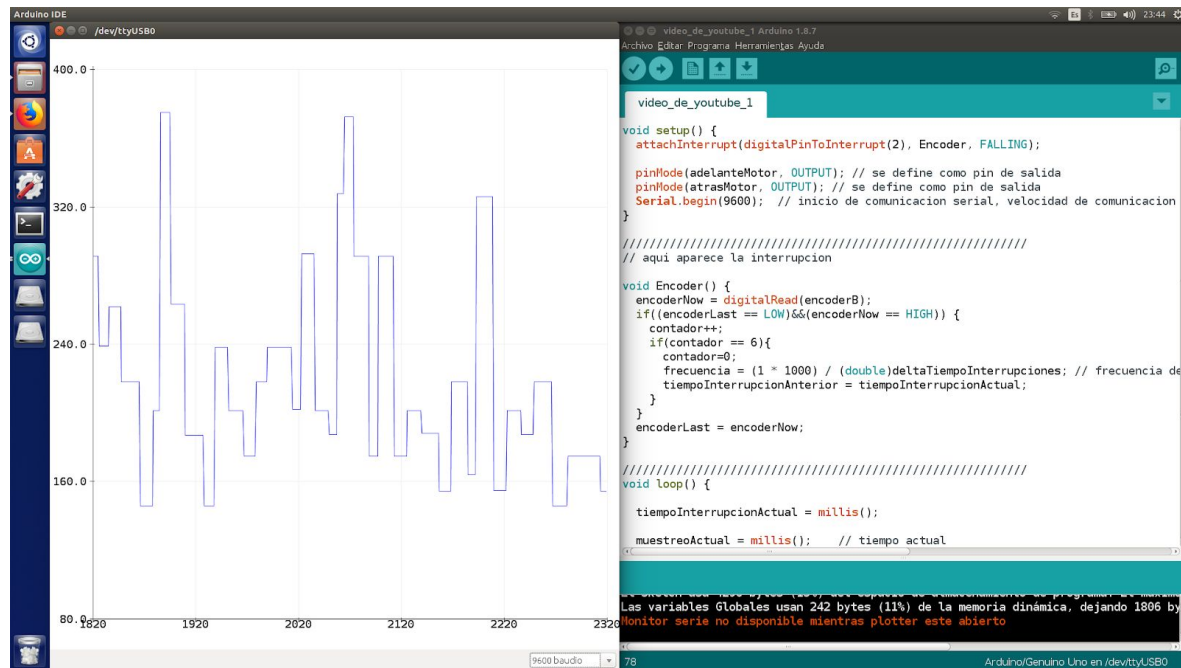 Arduino IDE
Es
23:44
/dev/ttyUSB0
400.0
320.0
240.0
160.0
80.0
1820
1920
2020
2120
2220
2320
9600 baudio
video_de_youtube_1 Arduino 1.8.7
Archivo Editar Programa Herramientas Ayuda
video_de_youtube_1
void setup() {
attachInterrupt(digitalPinToInterrupt(2), Encoder, FALLING);
pinMode(adelanteMotor, OUTPUT); // se define como pin de salida
pinMode(atrasMotor, OUTPUT); // se define como pin de salida
Serial.begin(9600);  // inicio de comunicacion serial, velocidad de comunicacion
}
////////////////////////////////////////////////////////////
// aqui aparece la interrupcion
void Encoder() {
encoderNow = digitalRead(encoderB);
if((encoderLast == LOW)&&(encoderNow == HIGH)) {
contador++;
if(contador == 6){
contador=0;
frecuencia = (1 * 1000) / (double)deltaTiempoInterrupciones; // frecuencia de
tiempoInterrupcionAnterior = tiempoInterrupcionActual;
}
}
encoderLast = encoderNow;
}
////////////////////////////////////////////////////////////
void loop() {
tiempoInterrupcionActual = millis();
muestreoActual = millis();    // tiempo actual
Las variables Globales usan 242 bytes (11%) de la memoria dinámica, dejando 1806 by
Monitor serie no disponible mientras plotter este abierto
78
Arduino/Genuino Uno en /dev/ttyUSB0